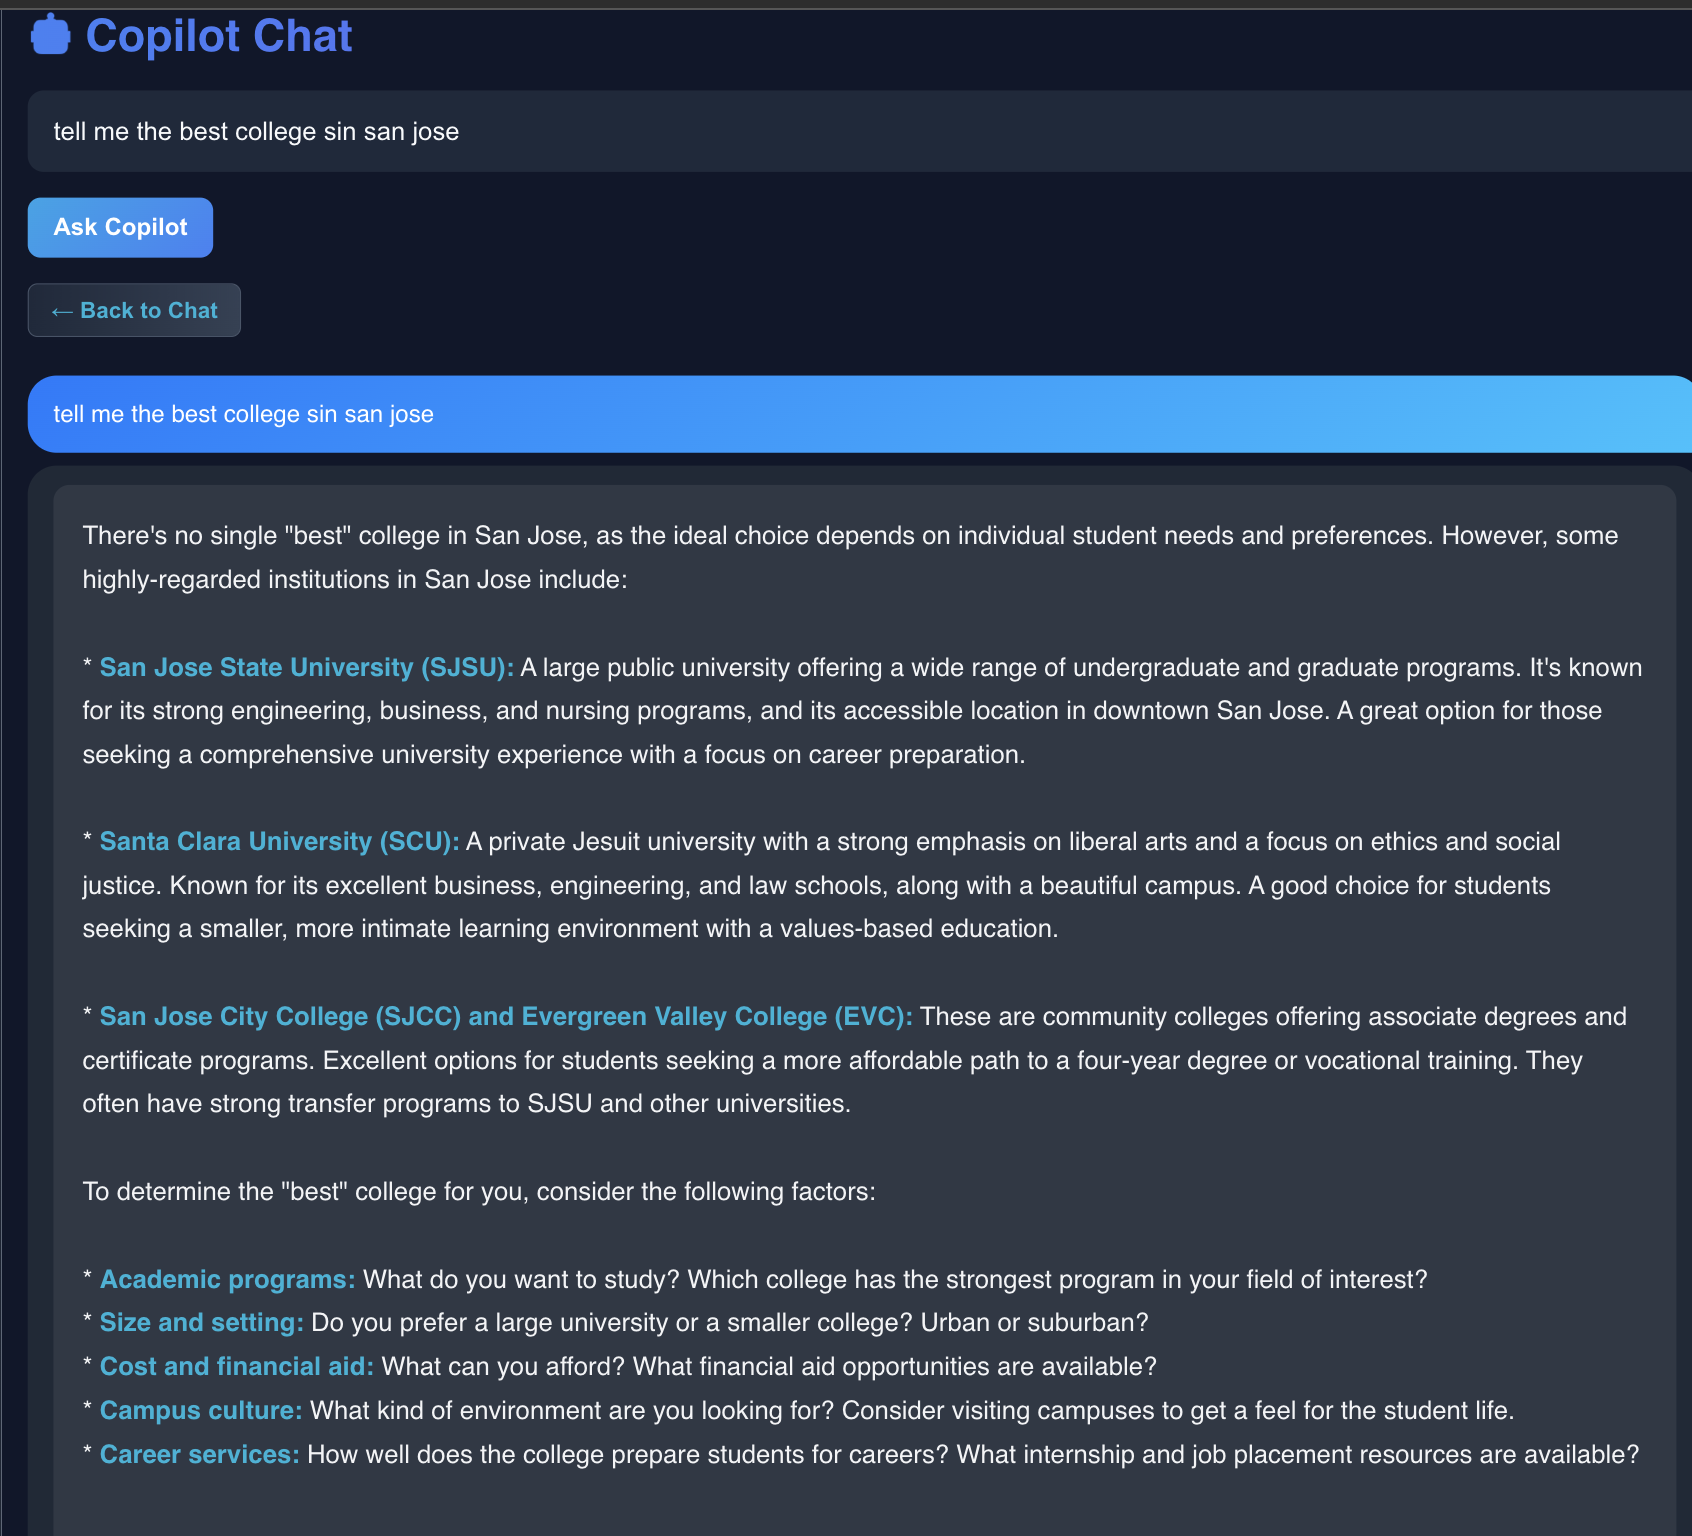 Copilot Chat
tell me the best college sin san jose
Ask Copilot
← Back to Chat
tell me the best college sin san jose
There's no single "best" college in San Jose, as the ideal choice depends on individual student needs and preferences. However, some
highly-regarded institutions in San Jose include:
* San Jose State University (SJSU): A large public university offering a wide range of undergraduate and graduate programs. It's known
for its strong engineering, business, and nursing programs, and its accessible location in downtown San Jose. A great option for those
seeking a comprehensive university experience with a focus on career preparation.
* Santa Clara University (SCU): A private Jesuit university with a strong emphasis on liberal arts and a focus on ethics and social
justice. Known for its excellent business, engineering, and law schools, along with a beautiful campus. A good choice for students
seeking a smaller, more intimate learning environment with a values-based education.
* San Jose City College (SJCC) and Evergreen Valley College (EVC): These are community colleges offering associate degrees and
certificate programs. Excellent options for students seeking a more affordable path to a four-year degree or vocational training. They
often have strong transfer programs to SJSU and other universities.
To determine the "best" college for you, consider the following factors:
* Academic programs: What do you want to study? Which college has the strongest program in your field of interest?
* Size and setting: Do you prefer a large university or a smaller college? Urban or suburban?
* Cost and financial aid: What can you afford? What financial aid opportunities are available?
* Campus culture: What kind of environment are you looking for? Consider visiting campuses to get a feel for the student life.
* Career services: How well does the college prepare students for careers? What internship and job placement resources are available?